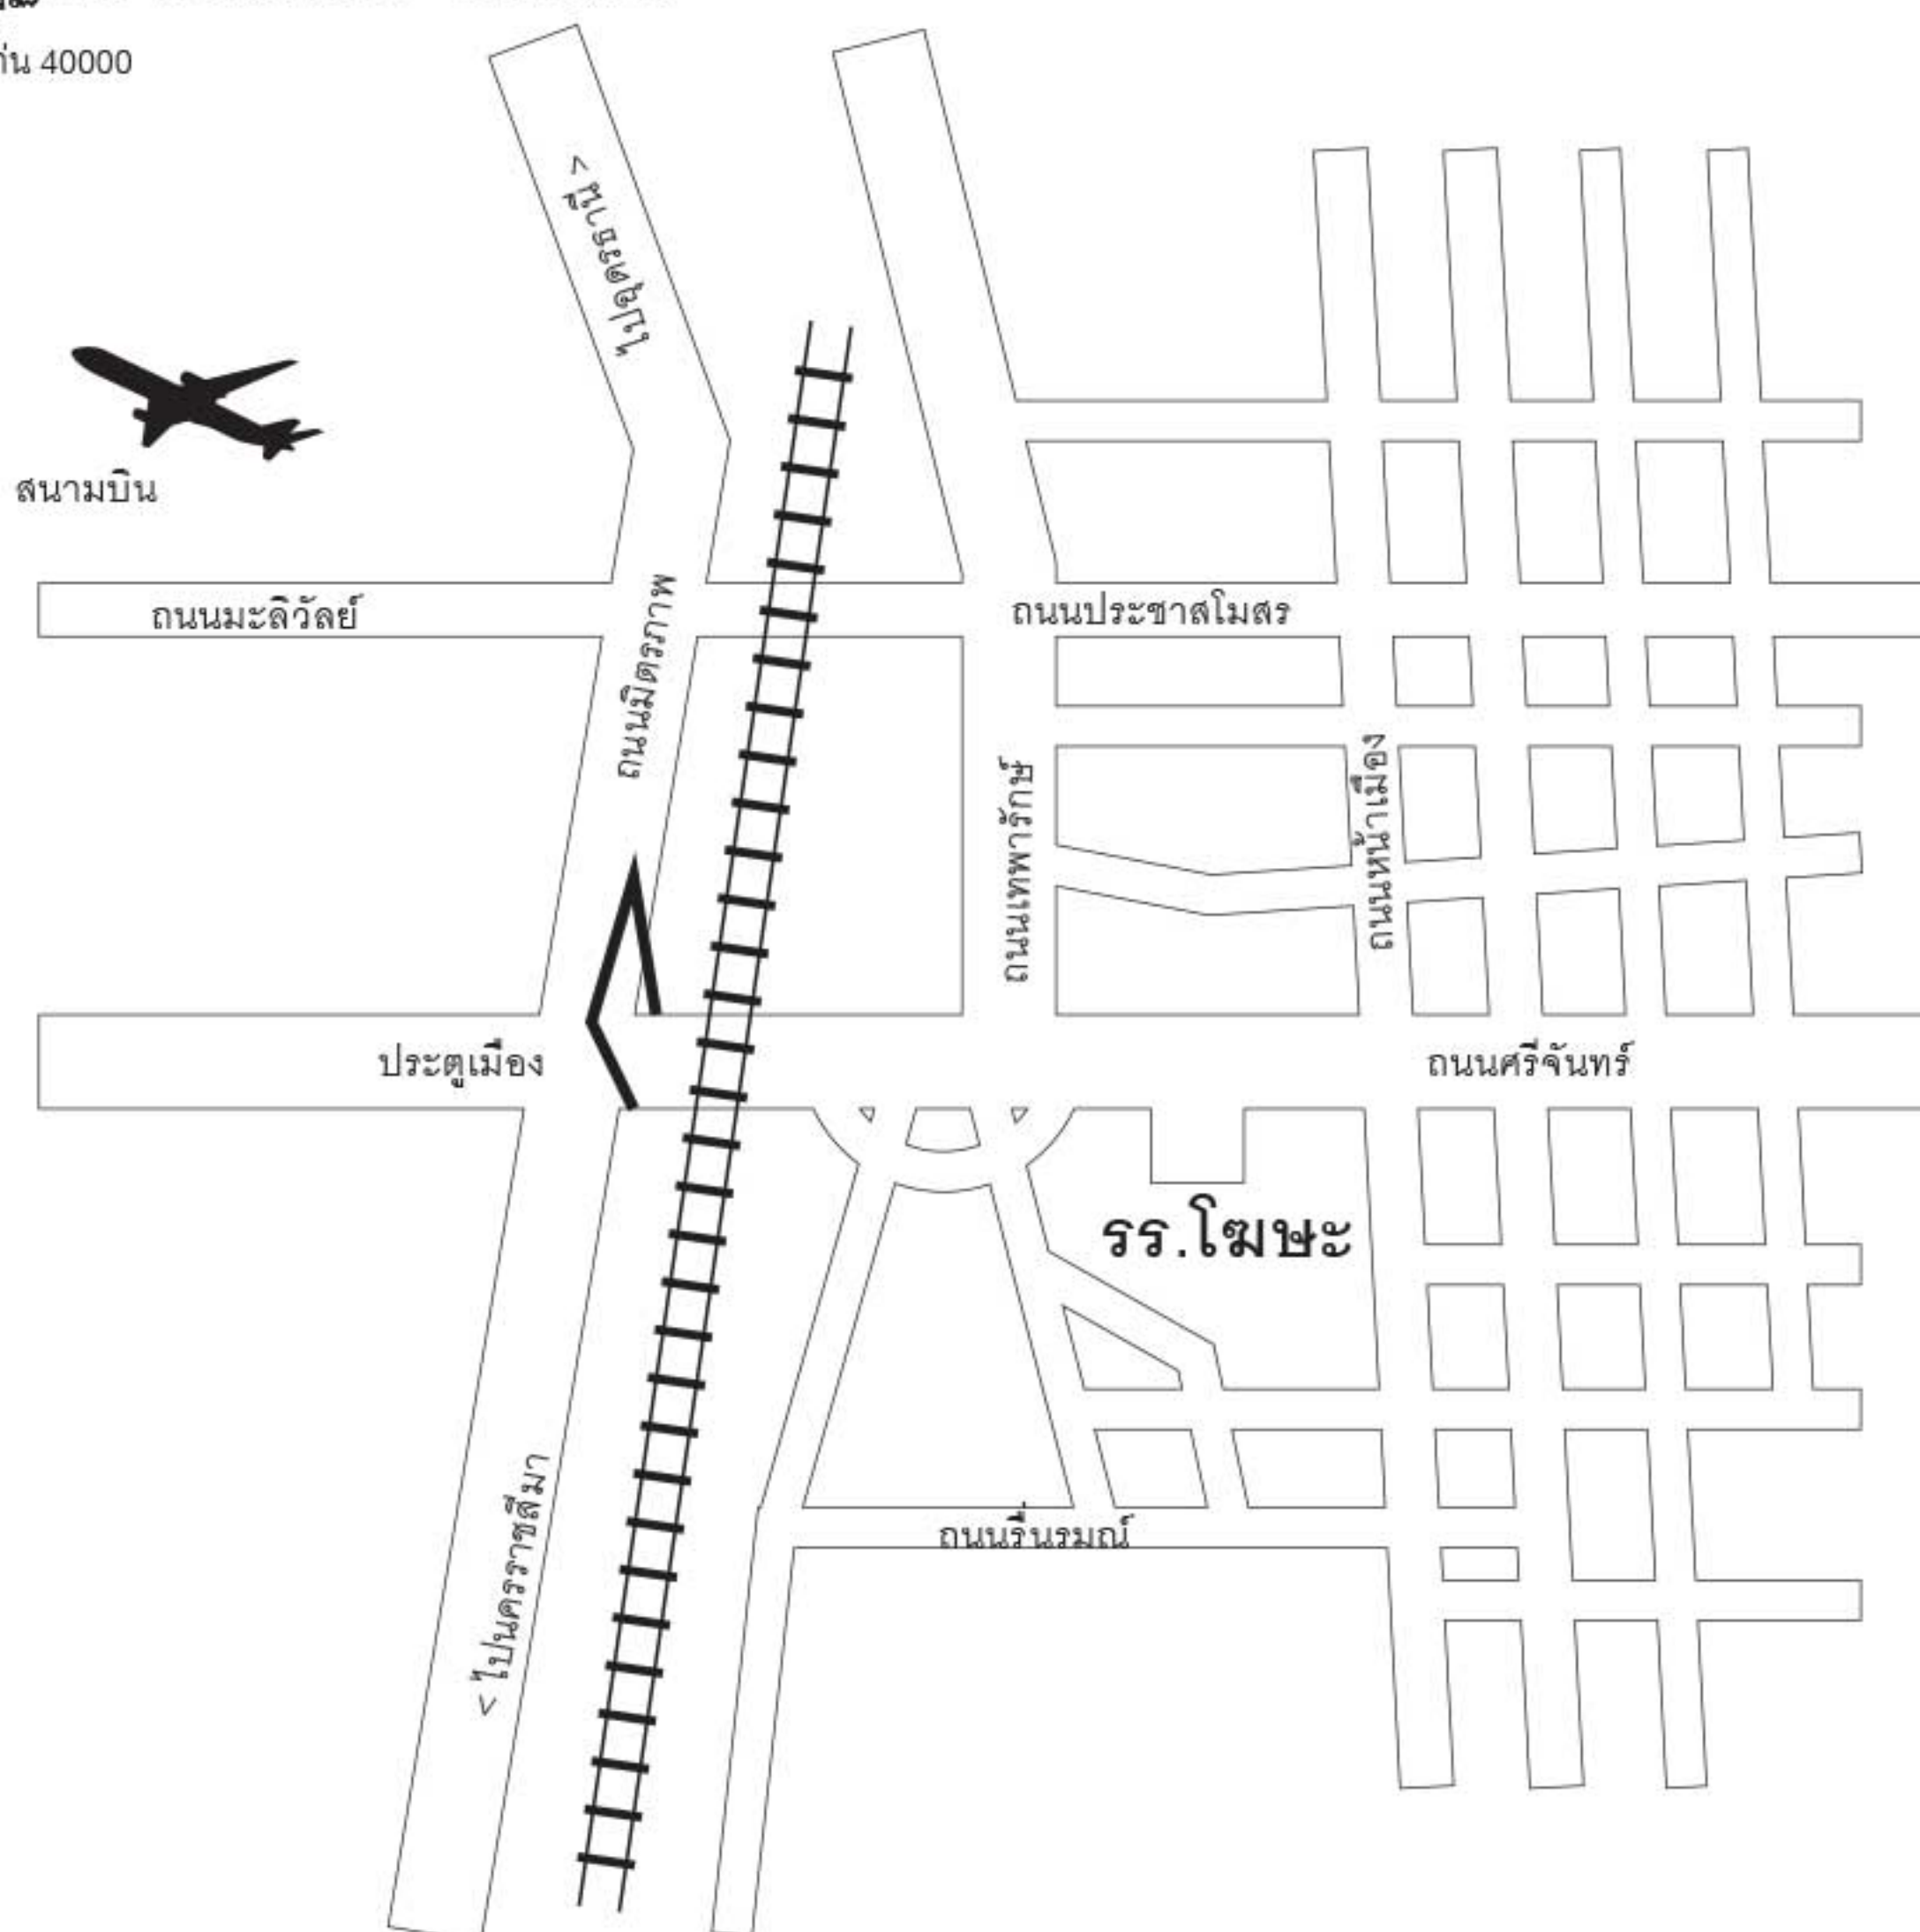 ก่น 40000
ไปอุดรธานี >
สนามบิน
ถนนมะลิวัลย์
ถนนมิตรภาพ
ถนนประชาสโมสร
ถนนเทพารักษ์
ถนนหน้าเมือง
ประตูเมือง
ถนนศรีจันทร์
รร.โฆษะ
< ไปนครราชสีมา
ถนนรื่นรมณ์